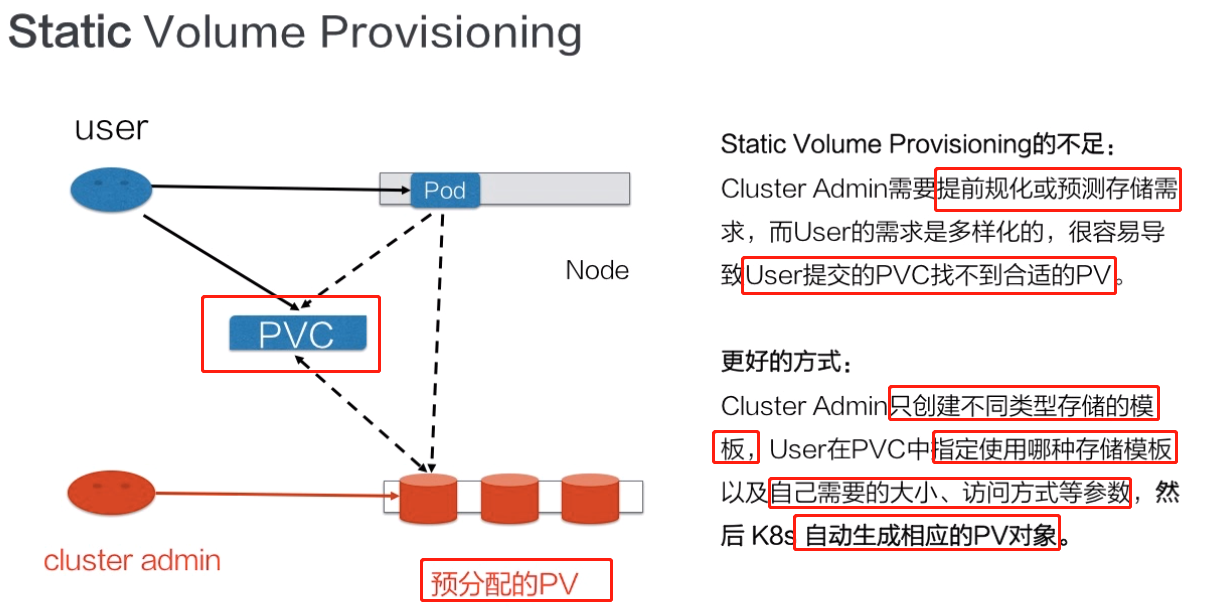 Static Volume Provisioning
user
Pod
Node
PVC
cluster admin
预分配的PV
Static Volume Provisioning的不足：
Cluster Admin需要提前规化或预测存储需
求，而User的需求是多样化的，很容易导
致User提交的PVC找不到合适的PV。
更好的方式：
Cluster Admin只创建不同类型存储的模
板，User在PVC中指定使用哪种存储模板
以及自己需要的大小、访问方式等参数，然
后 K8s 自动生成相应的PV对象。